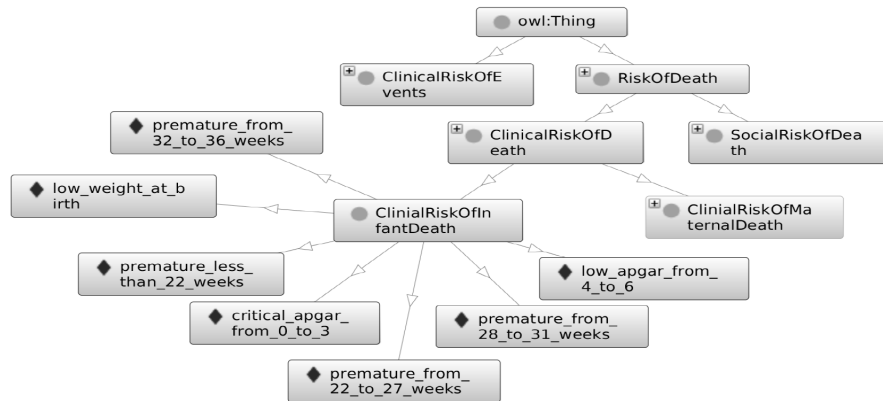 owl:Thing
ClinicalRiskOfE
vents
RiskOfDeath
premature_from_
32_to_36_weeks
ClinicalRiskOfD
eath
SocialRiskOfDea
th
low_weight_at_b
irth
ClinialRiskOfIn
fantDeath
ClinialRiskOfMa
ternalDeath
premature_less_
than_22_weeks
low_apgar_from_
4_to_6
critical_apgar_
from_0_to_3
premature_from_
28_to_31_weeks
premature_from_
22_to_27_weeks